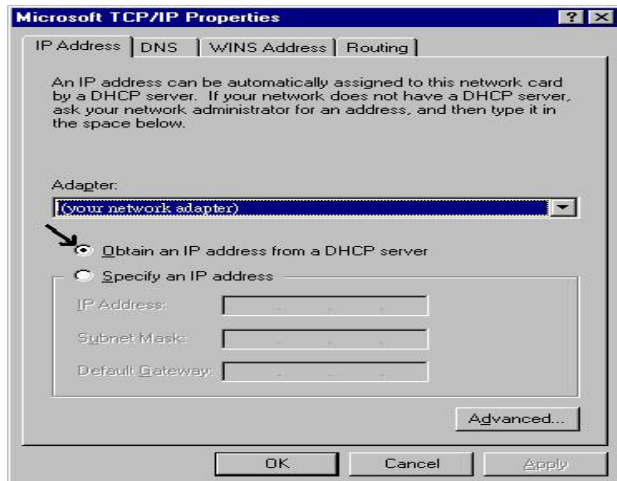 Microsoft TCP/IP Properties
IP Address DNS WINS Address Routing
An IP address can be automatically assigned to this network card
by a DHCP server. If your network does not have a DHCP server,
ask your network administrator for an address, and then type it in
the space below.
Adapter:
(your network adapter)
Obtain an IP address from a DHCP server
Specify an IP address
IP Address:
Subnet Mask:
Default Gateway:
Advanced...
OK Cancel Apply